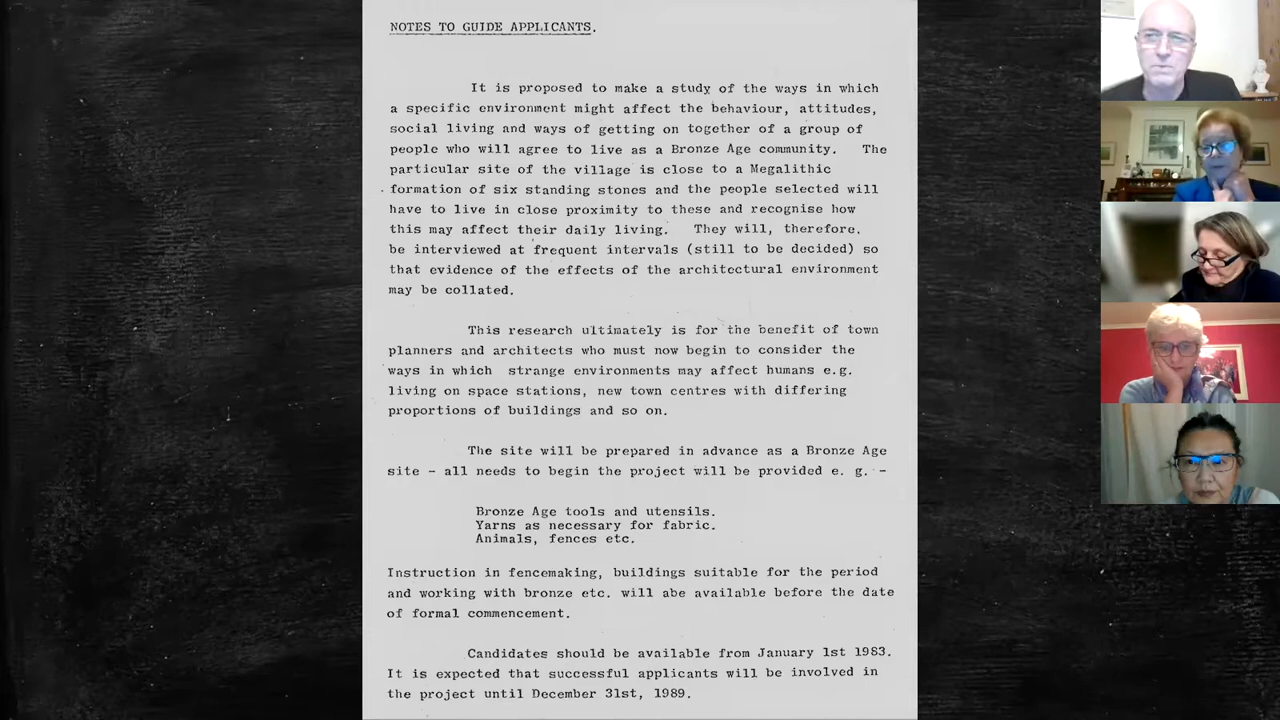 NOTES TO GUIDE APPLICANTS.
It is proposed to make a study of the ways in which
a specific environment might affect the behaviour, attitudes,
social living and ways of getting on together of a group of
people who will agree to live as a Bronze Age community. The
particular site of the village is close to a Megalithic
formation of six standing stones and the people selected will
have to live in close proximity to these and recognise how
this may affect their daily living. They will, therefore.
be interviewed at frequent intervals (still to be decided) so
that evidence of the effects of the architectural environment
may be collated.
This research ultimately is for the benefit of town
planners and architects who must now begin to consider the
ways in which strange environments may affect humans e.g.
living on space stations, new town centres with differing
proportions of buildings and so on.
The site will be prepared in advance as a Bronze Age
site - all needs to begin the project will be provided e. g. -
Bronze Age tools and utensils.
Yarns as necessary for fabric.
Animals, fences etc.
Instruction in fencemaking, buildings suitable for the period
and working with bronze etc. will abe available before the date
of formal commencement.
Candidates should be available from January 1st 1983.
It is expected that successful applicants will be involved in
the project until December 31st, 1989.